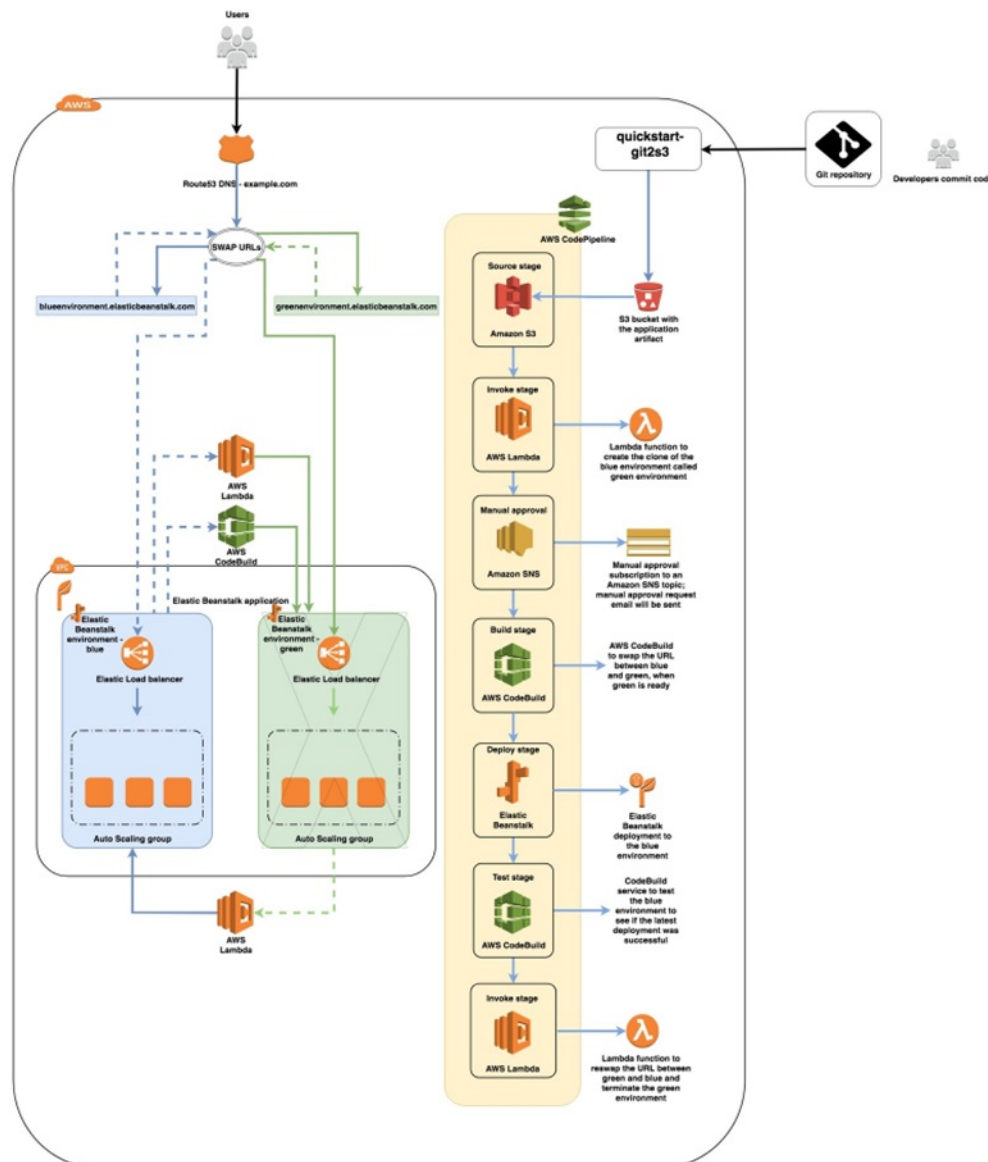 Users
AWS
Route53 DNS - example.com
SWAP URLs
blueenvironment.elasticbeanstalk.com
greenenvironment.elasticbeanstalk.com
AWS
Lambda
AWS
CodeBuild
VPC
Elastic Beanstalk application
Elastic
Beanstalk
environment -
blue
Elastic Load balancer
Auto Scaling group
Elastic
Beanstalk
environment -
green
Elastic Load balancer
Auto Scaling group
AWS
Lambda
quickstart-
git2s3
Git repository
Developers commit code
AWS CodePipeline
Source stage
Amazon S3
S3 bucket with
the application
artifact
Invoke stage
AWS Lambda
Lambda function to
create the clone of the
blue environment called
green environment
Manual approval
Amazon SNS
Manual approval
subscription to an
Amazon SNS topic;
manual approval request
email will be sent
Build stage
AWS CodeBuild
AWS CodeBuild
to swap the URL
between blue
and green, when
green is ready
Deploy stage
Elastic
Beanstalk
Elastic
Beanstalk
deployment to
the blue
environment
Test stage
AWS CodeBuild
CodeBuild
service to test
the blue
environment to
see if the latest
deployment was
successful
Invoke stage
AWS Lambda
Lambda function to
reswap the URL between
green and blue and
terminate the green
environment